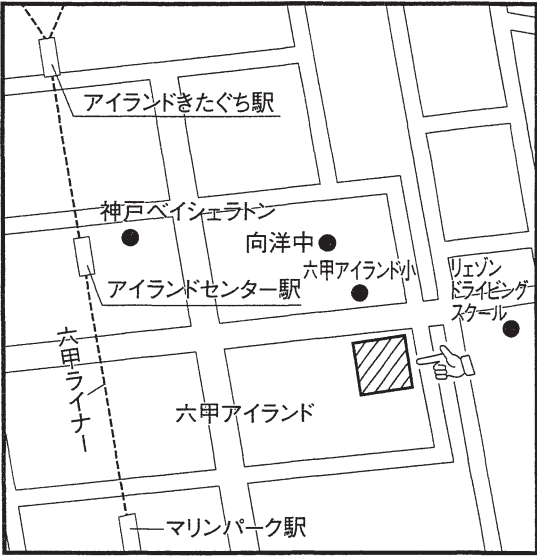 アイランドきたぐち駅
神戸ベイシェラトン
向洋中
六甲アイランド小
リェゾン
ドライビング
スクール
アイランドセンター駅
六甲ライナー
六甲アイランド
マリンパーク駅